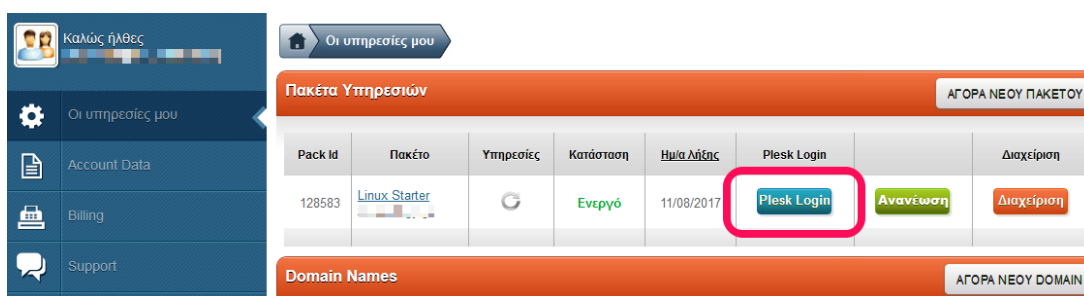 Καλώς ήλθες
Οι υπηρεσίες μου
Οι υπηρεσίες μου
Account Data
Billing
Support
Πακέτα Υπηρεσιών
ΑΓΟΡΑ ΝΕΟΥ ΠΑΚΕΤΟΥ
Pack Id Πακέτο Υπηρεσίες Κατάσταση Ημ/α λήξης Plesk Login Διαχείριση
128583 Linux Starter Ενεργό 11/08/2017 Plesk Login Ανανέωση Διαχείριση
Domain Names
ΑΓΟΡΑ ΝΕΟΥ DOMAIN